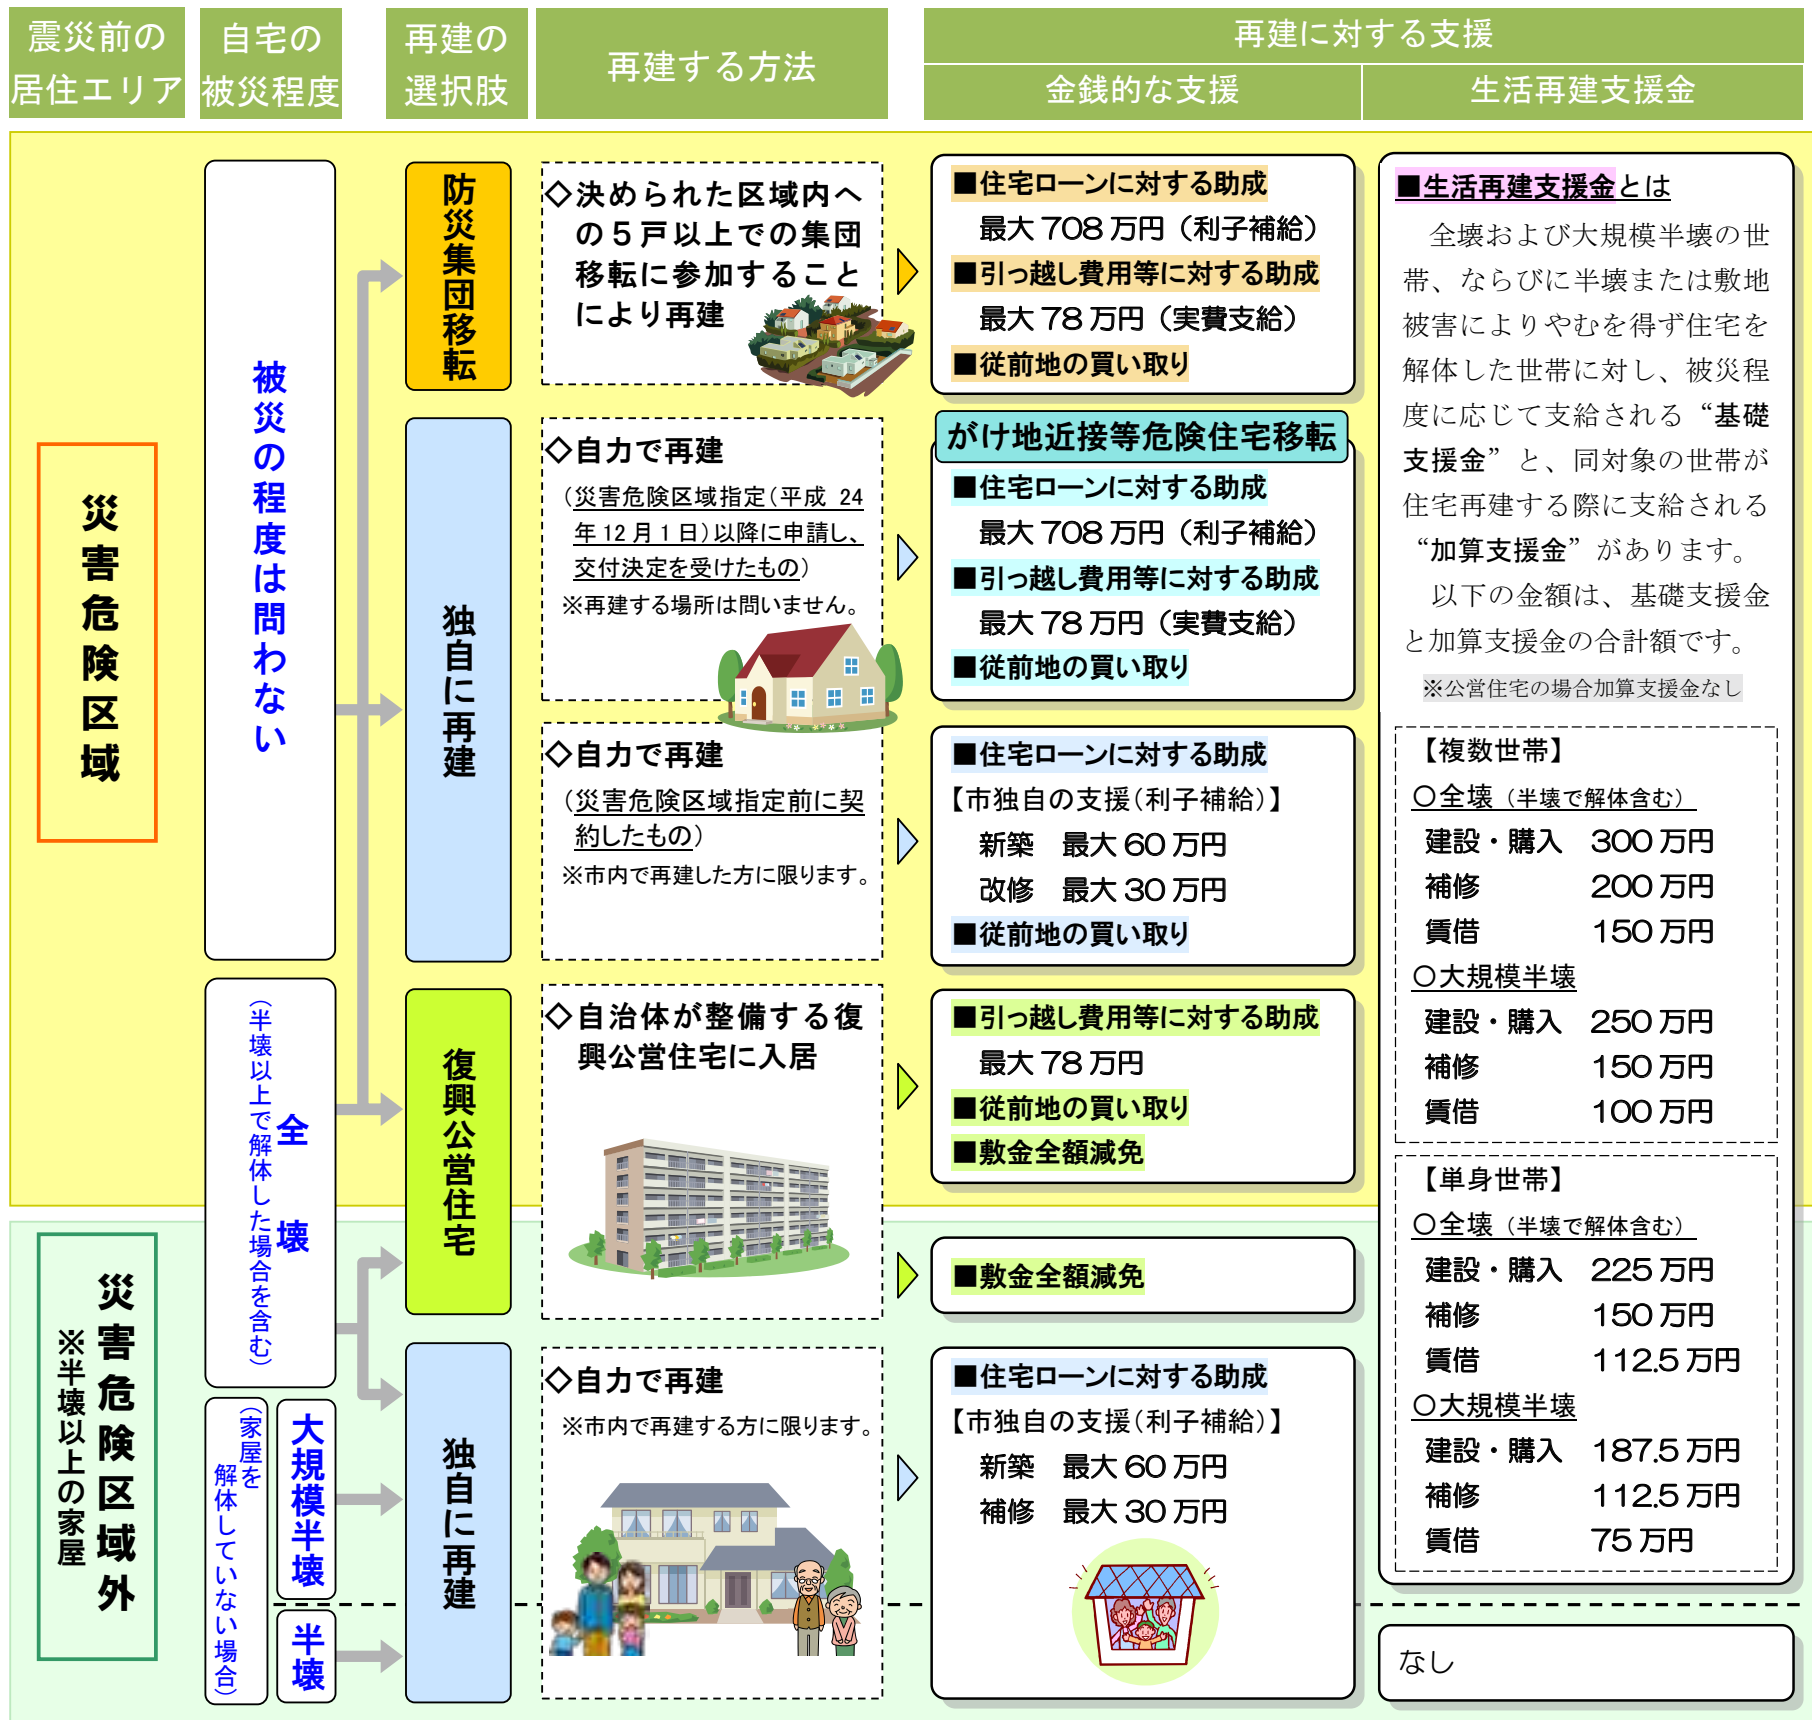 震災前の
居住エリア
自宅の
被災程度
再建の
選択肢
再建する方法
再建に対する支援
金銭的な支援
生活再建支援金
災害危険区域
被災の程度は問わない
防災集団移転
◇決められた区域内へ
の5戸以上での集団
移転に参加すること
により再建
■住宅ローンに対する助成
最大708万円（利子補給）
■引っ越し費用等に対する助成
最大78万円（実費支給）
■従前地の買い取り
独自に再建
◇自力で再建
（災害危険区域指定（平成 24
年12月1日）以降に申請し、
交付決定を受けたもの）
※再建する場所は問いません。
がけ地近接等危険住宅移転
■住宅ローンに対する助成
最大708万円（利子補給）
■引っ越し費用等に対する助成
最大78万円（実費支給）
■従前地の買い取り
◇自力で再建
（災害危険区域指定前に契
約したもの）
※市内で再建した方に限ります。
■住宅ローンに対する助成
【市独自の支援（利子補給）】
新築　最大60万円
改修　最大30万円
■従前地の買い取り
全壊
（半壊以上で解体した場合を含む）
復興公営住宅
◇自治体が整備する復
興公営住宅に入居
■引っ越し費用等に対する助成
最大78万円
■従前地の買い取り
■敷金全額減免
■敷金全額減免
災害危険区域外
※半壊以上の家屋
（家屋を
解体していない場合）
大規模半壊
半壊
独自に再建
◇自力で再建
※市内で再建する方に限ります。
■住宅ローンに対する助成
【市独自の支援（利子補給）】
新築　最大60万円
補修　最大30万円
■生活再建支援金とは
全壊および大規模半壊の世
帯、ならびに半壊または敷地
被害によりやむを得ず住宅を
解体した世帯に対し、被災程
度に応じて支給される“基礎
支援金”と、同対象の世帯が
住宅再建する際に支給される
“加算支援金”があります。
以下の金額は、基礎支援金
と加算支援金の合計額です。
※公営住宅の場合加算支援金なし
【複数世帯】
○全壊（半壊で解体含む）
建設・購入　300万円
補修　200万円
賃借　150万円
○大規模半壊
建設・購入　250万円
補修　150万円
賃借　100万円
【単身世帯】
○全壊（半壊で解体含む）
建設・購入　225万円
補修　150万円
賃借　112.5万円
○大規模半壊
建設・購入　187.5万円
補修　112.5万円
賃借　75万円
なし